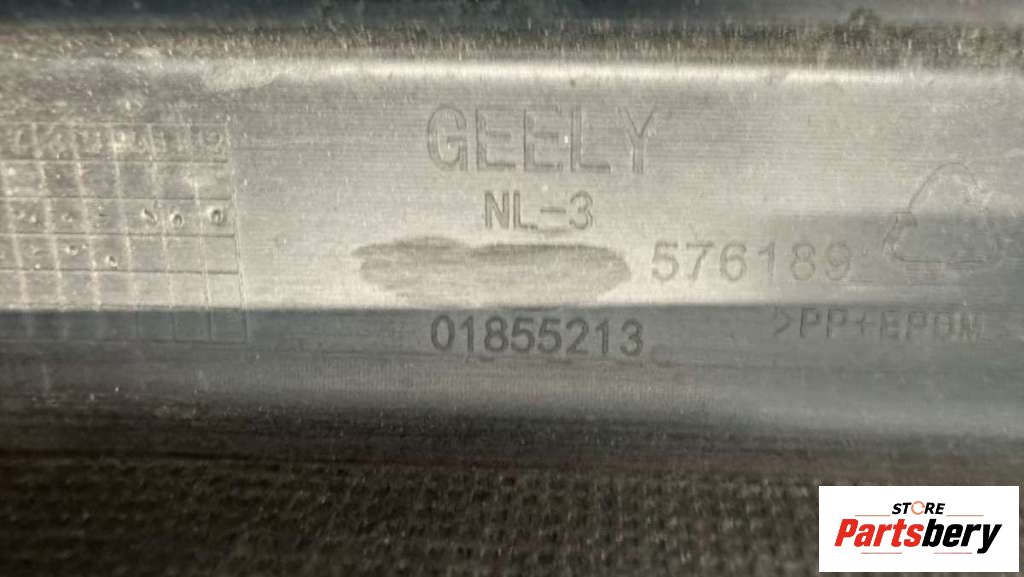 GEELY
NL-3
576189
01855213
>PP+EPDM
STORE
Partsbery